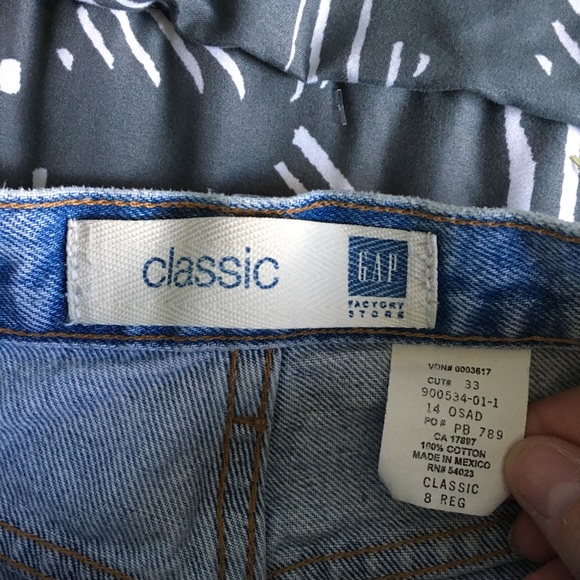 classic
GAP
FACTORY
STORE
VDN# 0003617
CUT# 33
900534-01-1
14 OSAD
PO# PB 789
CA 17897
100% COTTON
MADE IN MEXICO
RN# 54023
CLASSIC
8 REG